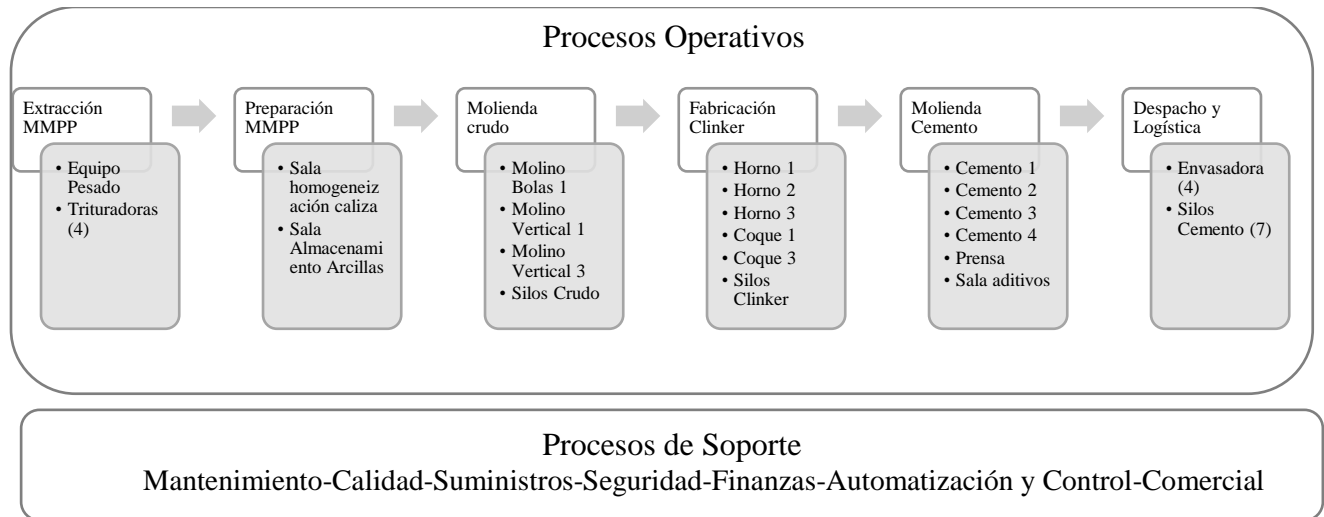 Procesos Operativos
Extracción
MMPP
• Equipo
Pesado
• Trituradoras
(4)
Preparación
MMPP
• Sala
homogeneiz
ación caliza
• Sala
Almacenami
ento Arcillas
Molienda
crudo
• Molino
Bolas 1
• Molino
Vertical 1
• Molino
Vertical 3
• Silos Crudo
Fabricación
Clinker
• Horno 1
• Horno 2
• Horno 3
• Coque 1
• Coque 3
• Silos
Clinker
Molienda
Cemento
• Cemento 1
• Cemento 2
• Cemento 3
• Cemento 4
• Prensa
• Sala aditivos
Despacho y
Logística
• Envasadora
(4)
• Silos
Cemento (7)
Procesos de Soporte
Mantenimiento-Calidad-Suministros-Seguridad-Finanzas-Automatización y Control-Comercial